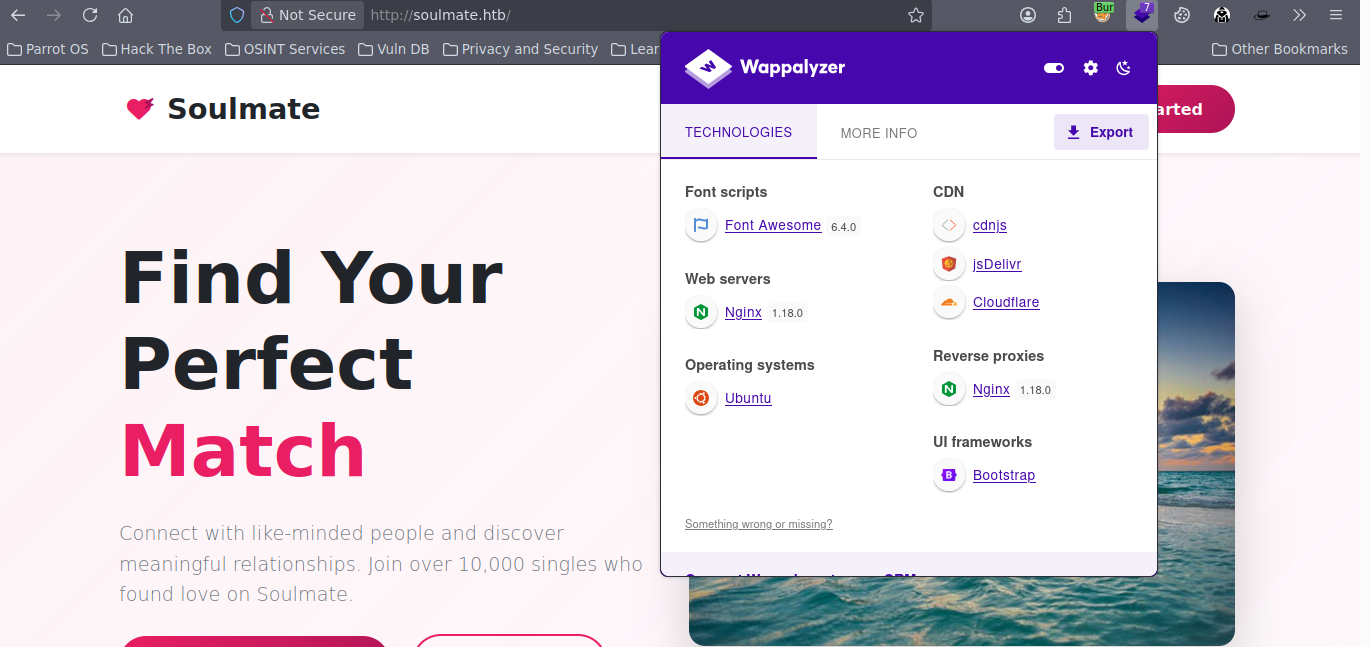 Not Secure http://soulmate.htb/ Bur 7
Parrot OS Hack The Box OSINT Services Vuln DB Privacy and Security Lear Other Bookmarks
Soulmate
arted
Find Your
Perfect
Match
Connect with like-minded people and discover
meaningful relationships. Join over 10,000 singles who
found love on Soulmate.
Wappalyzer
TECHNOLOGIES MORE INFO Export
Font scripts
Font Awesome 6.4.0
Web servers
Nginx 1.18.0
Operating systems
Ubuntu
CDN
cdnjs
jsDelivr
Cloudflare
Reverse proxies
Nginx 1.18.0
UI frameworks
Bootstrap
Something wrong or missing?